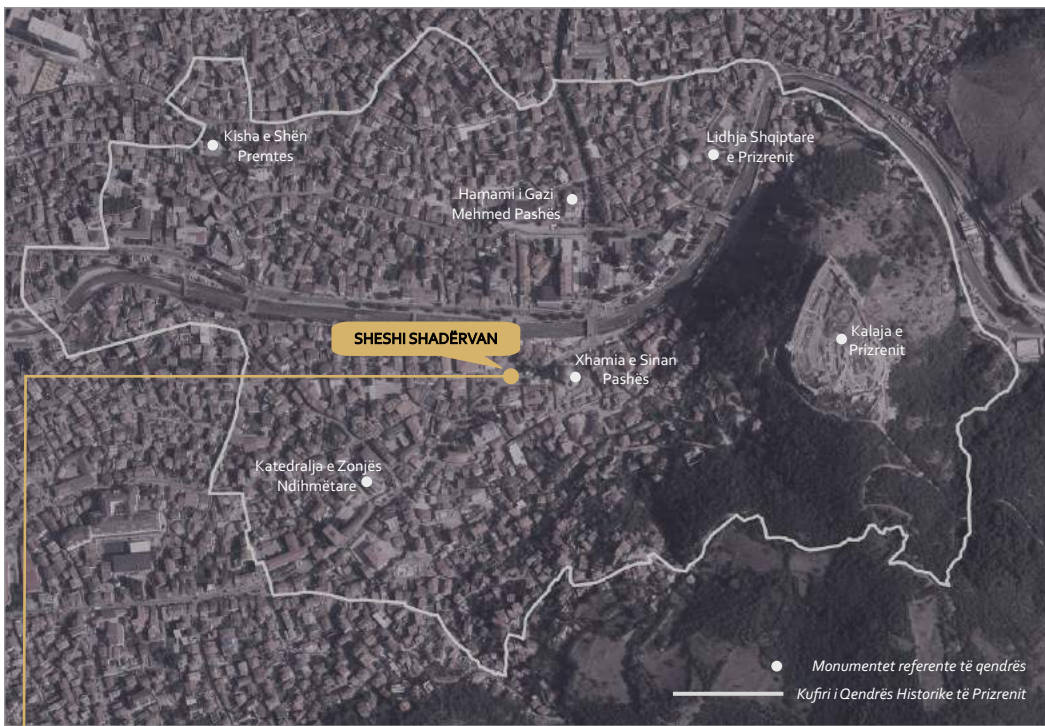 Kisha e Shën
Premtes
Lidhja Shqiptare
e Prizrenit
Hamami i Gazi
Mehmed Pashës
SHESHI SHADËRVAN
Kalaja e
Prizrenit
Xhamia e Sinan
Pashës
Katedralja e Zonjës
Ndihmëtare
Monumentet referente të qendrës
Kufiri i Qendrës Historike të Prizrenit